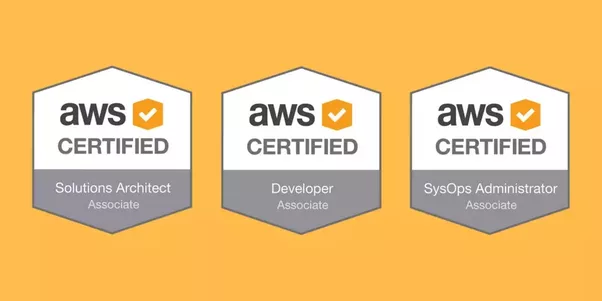 aws
CERTIFIED
Solutions Architect
Associate
aws
CERTIFIED
Developer
Associate
aws
CERTIFIED
SysOps Administrator
Associate